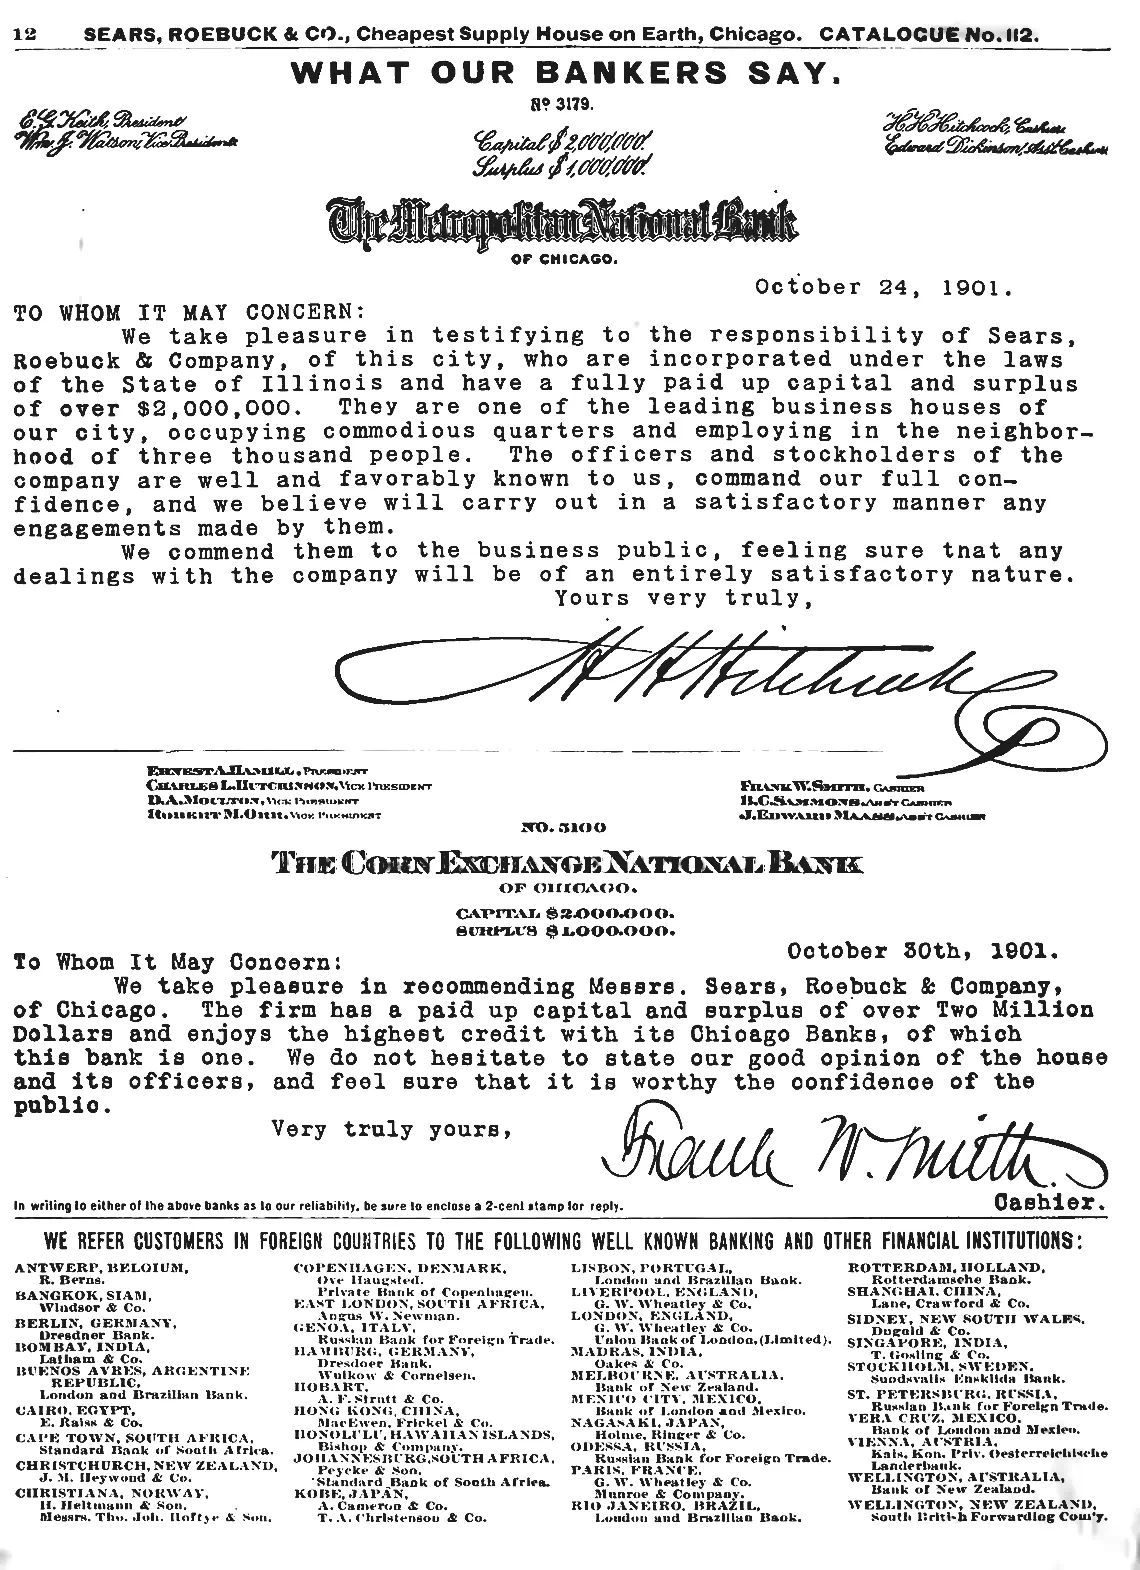 12 SEARS, ROEBUCK & CO., Cheapest Supply House on Earth, Chicago. CATALOGUE No. 112.
WHAT OUR BANKERS SAY.
No 3179.
E.G. Keith, President
Wm. J. Watson, Vice President
Capital $2,000,000.
Surplus $1,000,000.
H.H. Hitchcock, Cashier
Edward Dickinson, Asst Cashier
The Metropolitan National Bank
OF CHICAGO.
October 24, 1901.
TO WHOM IT MAY CONCERN:
We take pleasure in testifying to the responsibility of Sears,
Roebuck & Company, of this city, who are incorporated under the laws
of the State of Illinois and have a fully paid up capital and surplus
of over $2,000,000. They are one of the leading business houses of
our city, occupying commodious quarters and employing in the neighbor-
hood of three thousand people. The officers and stockholders of the
company are well and favorably known to us, command our full con-
fidence, and we believe will carry out in a satisfactory manner any
engagements made by them.
We commend them to the business public, feeling sure tnat any
dealings with the company will be of an entirely satisfactory nature.
Yours very truly,
H H Hitchcock
ERNEST A. HAMILL, PRESIDENT
CHARLES L. HUTCHINSON, VICE PRESIDENT
D. A. MOULTON, VICE PRESIDENT
ROBERT M. ORR, VICE PRESIDENT
FRANK W. SMITH, CASHIER
B. C. SAMMONS, ASS'T CASHIER
J. EDWARD MAASS, ASS'T CASHIER
NO. 5106
THE CORN EXCHANGE NATIONAL BANK
OF CHICAGO.
CAPITAL $2,000,000.
SURPLUS $1,000,000.
October 30th, 1901.
To Whom It May Concern:
We take pleasure in recommending Messrs. Sears, Roebuck & Company,
of Chicago. The firm has a paid up capital and surplus of over Two Million
Dollars and enjoys the highest credit with its Chicago Banks, of which
this bank is one. We do not hesitate to state our good opinion of the house
and its officers, and feel sure that it is worthy the confidence of the
public.
Very truly yours,
Frank W. Smith
Cashier.
In writing to either of the above banks as to our reliability, be sure to enclose a 2-cent stamp for reply.
WE REFER CUSTOMERS IN FOREIGN COUNTRIES TO THE FOLLOWING WELL KNOWN BANKING AND OTHER FINANCIAL INSTITUTIONS:
ANTWERP, BELGIUM,
R. Berns.
BANGKOK, SIAM,
Windsor & Co.
BERLIN, GERMANY,
Dresdner Bank.
BOMBAY, INDIA,
Latham & Co.
BUENOS AYRES, ARGENTINE
REPUBLIC,
London and Brazilian Bank.
CAIRO, EGYPT,
E. Raiss & Co.
CAPE TOWN, SOUTH AFRICA,
Standard Bank of South Africa.
CHRISTCHURCH, NEW ZEALAND,
J. M. Heywood & Co.
CHRISTIANA, NORWAY,
H. Heitmann & Son.
Messrs. Tho. Joh. Heftye & Son.
COPENHAGEN, DENMARK,
Ove Haugsted.
Private Bank of Copenhagen.
EAST LONDON, SOUTH AFRICA,
Angus W. Newman.
GENOA, ITALY,
Russian Bank for Foreign Trade.
HAMBURG, GERMANY,
Dresdner Bank.
Wulkow & Cornelsen.
HOBART,
A. F. Strutt & Co.
HONG KONG, CHINA,
MacEwen, Frickel & Co.
HONOLULU, HAWAIIAN ISLANDS,
Bishop & Company.
JOHANNESBURG, SOUTH AFRICA,
Peycke & Son.
Standard Bank of South Africa.
KOBE, JAPAN,
A. Cameron & Co.
T. A. Christenson & Co.
LISBON, PORTUGAL,
London and Brazilian Bank.
LIVERPOOL, ENGLAND,
G. W. Wheatley & Co.
LONDON, ENGLAND,
G. W. Wheatley & Co.
Union Bank of London, (Limited).
MADRAS, INDIA,
Oakes & Co.
MELBOURNE, AUSTRALIA,
Bank of New Zealand.
MEXICO CITY, MEXICO,
Bank of London and Mexico.
NAGASAKI, JAPAN,
Holme, Ringer & Co.
ODESSA, RUSSIA,
Russian Bank for Foreign Trade.
PARIS, FRANCE,
G. W. Wheatley & Co.
Munroe & Company.
RIO JANEIRO, BRAZIL,
London and Brazilian Bank.
ROTTERDAM, HOLLAND,
Rotterdamsche Bank.
SHANGHAI, CHINA,
Lane, Crawford & Co.
SIDNEY, NEW SOUTH WALES,
Dugald & Co.
SINGAPORE, INDIA,
T. Gosling & Co.
STOCKHOLM, SWEDEN,
Sundsvalls Enskilda Bank.
ST. PETERSBURG, RUSSIA,
Russian Bank for Foreign Trade.
VERA CRUZ, MEXICO,
Bank of London and Mexico.
VIENNA, AUSTRIA,
Kais. Kon. Priv. Oesterreichische
Landerbank.
WELLINGTON, AUSTRALIA,
Bank of New Zealand.
WELLINGTON, NEW ZEALAND,
South British Forwarding Com'y.